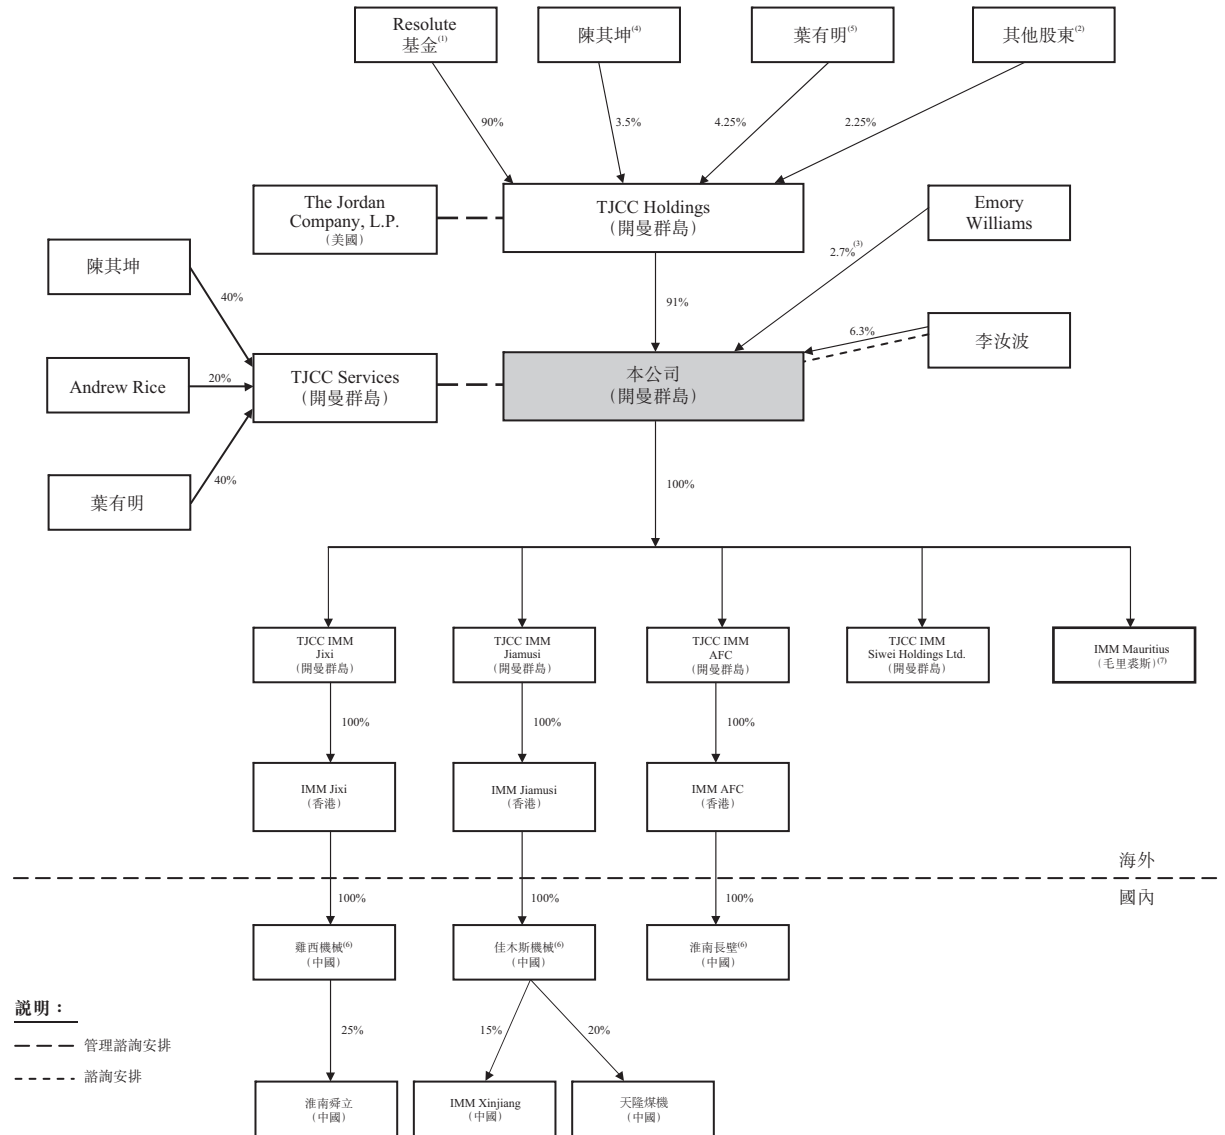 Resolute
基金(1)
陳其坤(4)
葉有明(5)
其他股東(2)
90%
3.5%
4.25%
2.25%
The Jordan
Company, L.P.
(美國)
TJCC Holdings
(開曼群島)
Emory
Williams
陳其坤
2.7%(3)
40%
91%
6.3%
李汝波
Andrew Rice
20%
TJCC Services
(開曼群島)
本公司
(開曼群島)
40%
葉有明
100%
TJCC IMM
Jixi
(開曼群島)
TJCC IMM
Jiamusi
(開曼群島)
TJCC IMM
AFC
(開曼群島)
TJCC IMM
Siwei Holdings Ltd.
(開曼群島)
IMM Mauritius
(毛里裘斯)(7)
100%
100%
100%
IMM Jixi
(香港)
IMM Jiamusi
(香港)
IMM AFC
(香港)
海外
國內
100%
100%
100%
雞西機械(6)
(中國)
佳木斯機械(6)
(中國)
淮南長壁(6)
(中國)
説明：
25%
15%
20%
管理諮詢安排
諮詢安排
淮南舜立
(中國)
IMM Xinjiang
(中國)
天隆煤機
(中國)